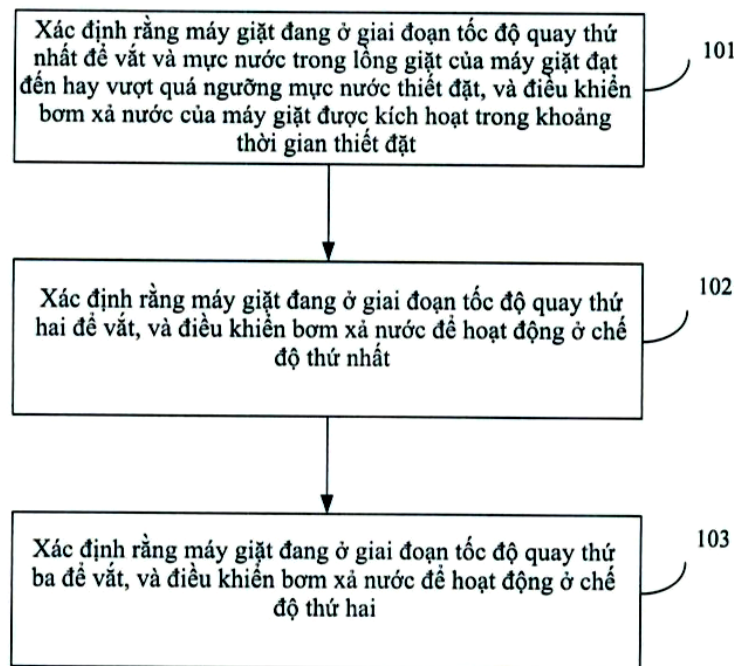 Xác định rằng máy giặt đang ở giai đoạn tốc độ quay thứ
nhất để vắt và mực nước trong lồng giặt của máy giặt đạt
đến hay vượt quá ngưỡng mực nước thiết đặt, và điều khiển
bơm xả nước của máy giặt được kích hoạt trong khoảng
thời gian thiết đặt
101
Xác định rằng máy giặt đang ở giai đoạn tốc độ quay thứ
hai để vắt, và điều khiển bơm xả nước để hoạt động ở chế
độ thứ nhất
102
Xác định rằng máy giặt đang ở giai đoạn tốc độ quay thứ
ba để vắt, và điều khiển bơm xả nước để hoạt động ở chế
độ thứ hai
103